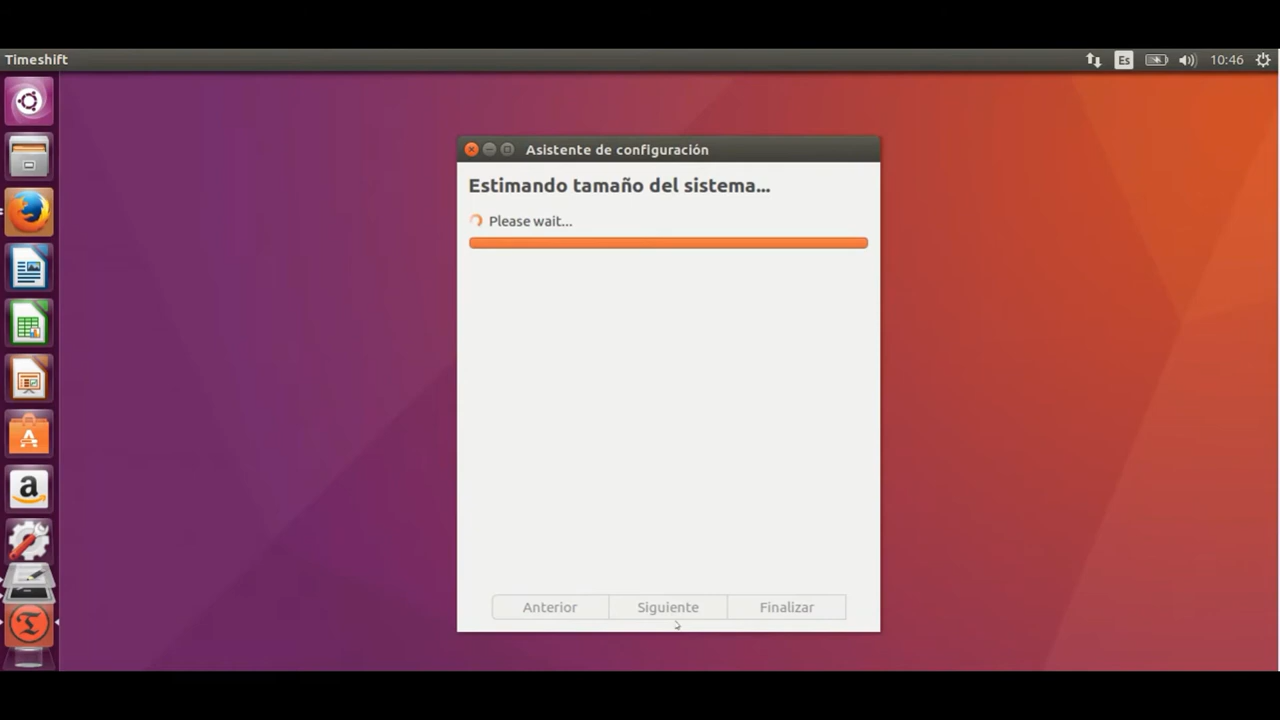 Timeshift
Es
10:46
Asistente de configuración
Estimando tamaño del sistema...
Please wait...
Anterior
Siguiente
Finalizar